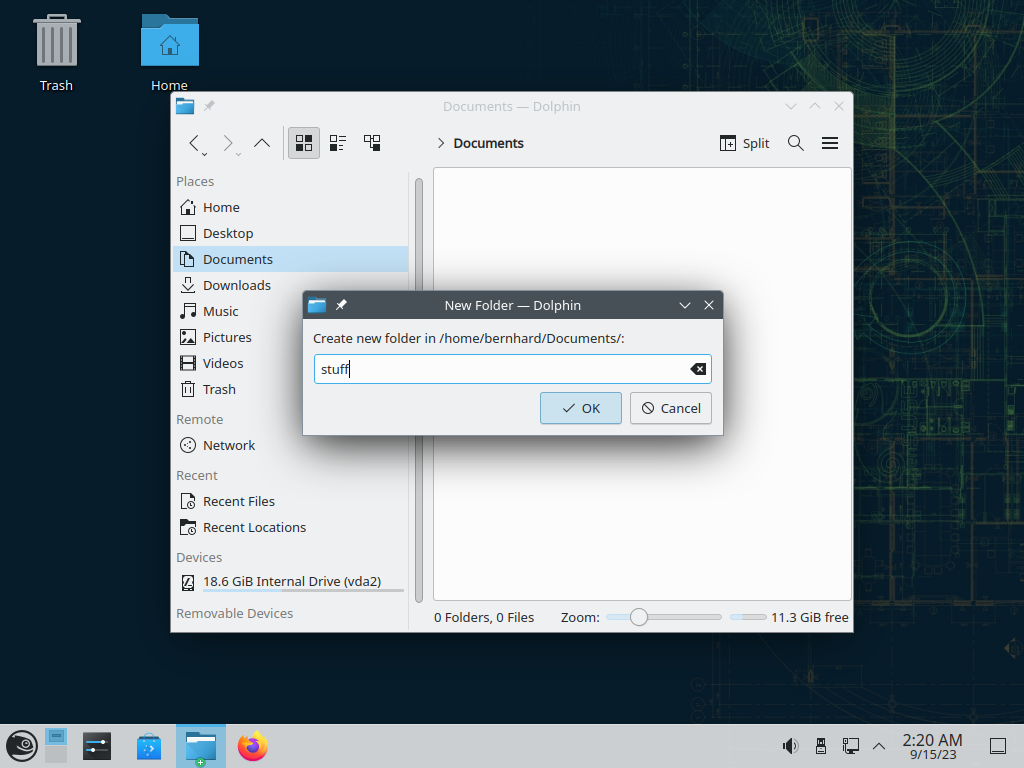 Trash
Home
Documents — Dolphin
Documents
Split
Places
Home
Desktop
Documents
Downloads
Music
Pictures
Videos
Trash
Remote
Network
Recent
Recent Files
Recent Locations
Devices
18.6 GiB Internal Drive (vda2)
Removable Devices
New Folder — Dolphin
Create new folder in /home/bernhard/Documents/:
stuff
OK
Cancel
0 Folders, 0 Files
Zoom:
11.3 GiB free
2:20 AM
9/15/23